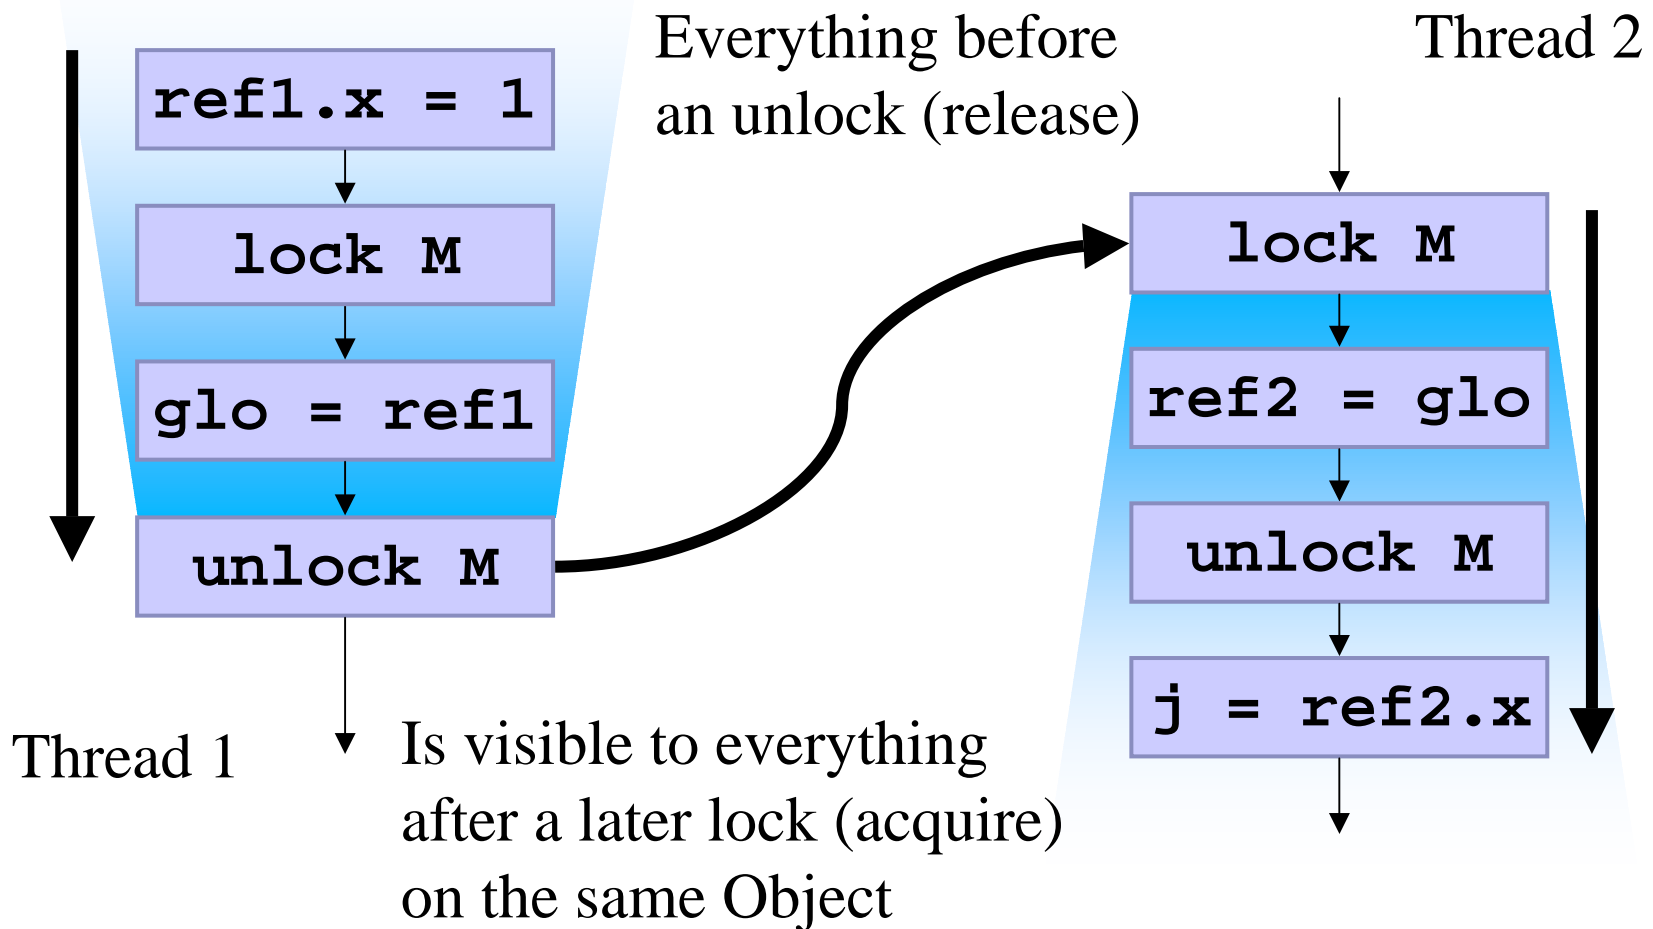 Everything before
an unlock (release)
Thread 2
ref1.x = 1
lock M
glo = ref1
unlock M
Thread 1
lock M
ref2 = glo
unlock M
j = ref2.x
Is visible to everything
after a later lock (acquire)
on the same Object